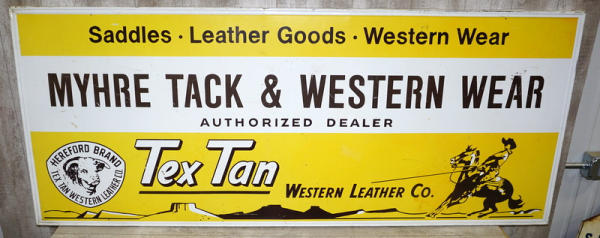 Saddles · Leather Goods · Western Wear
MYHRE TACK & WESTERN WEAR
AUTHORIZED DEALER
HEREFORD BRAND
TEX TAN WESTERN LEATHER CO.
Tex Tan
WESTERN LEATHER CO.